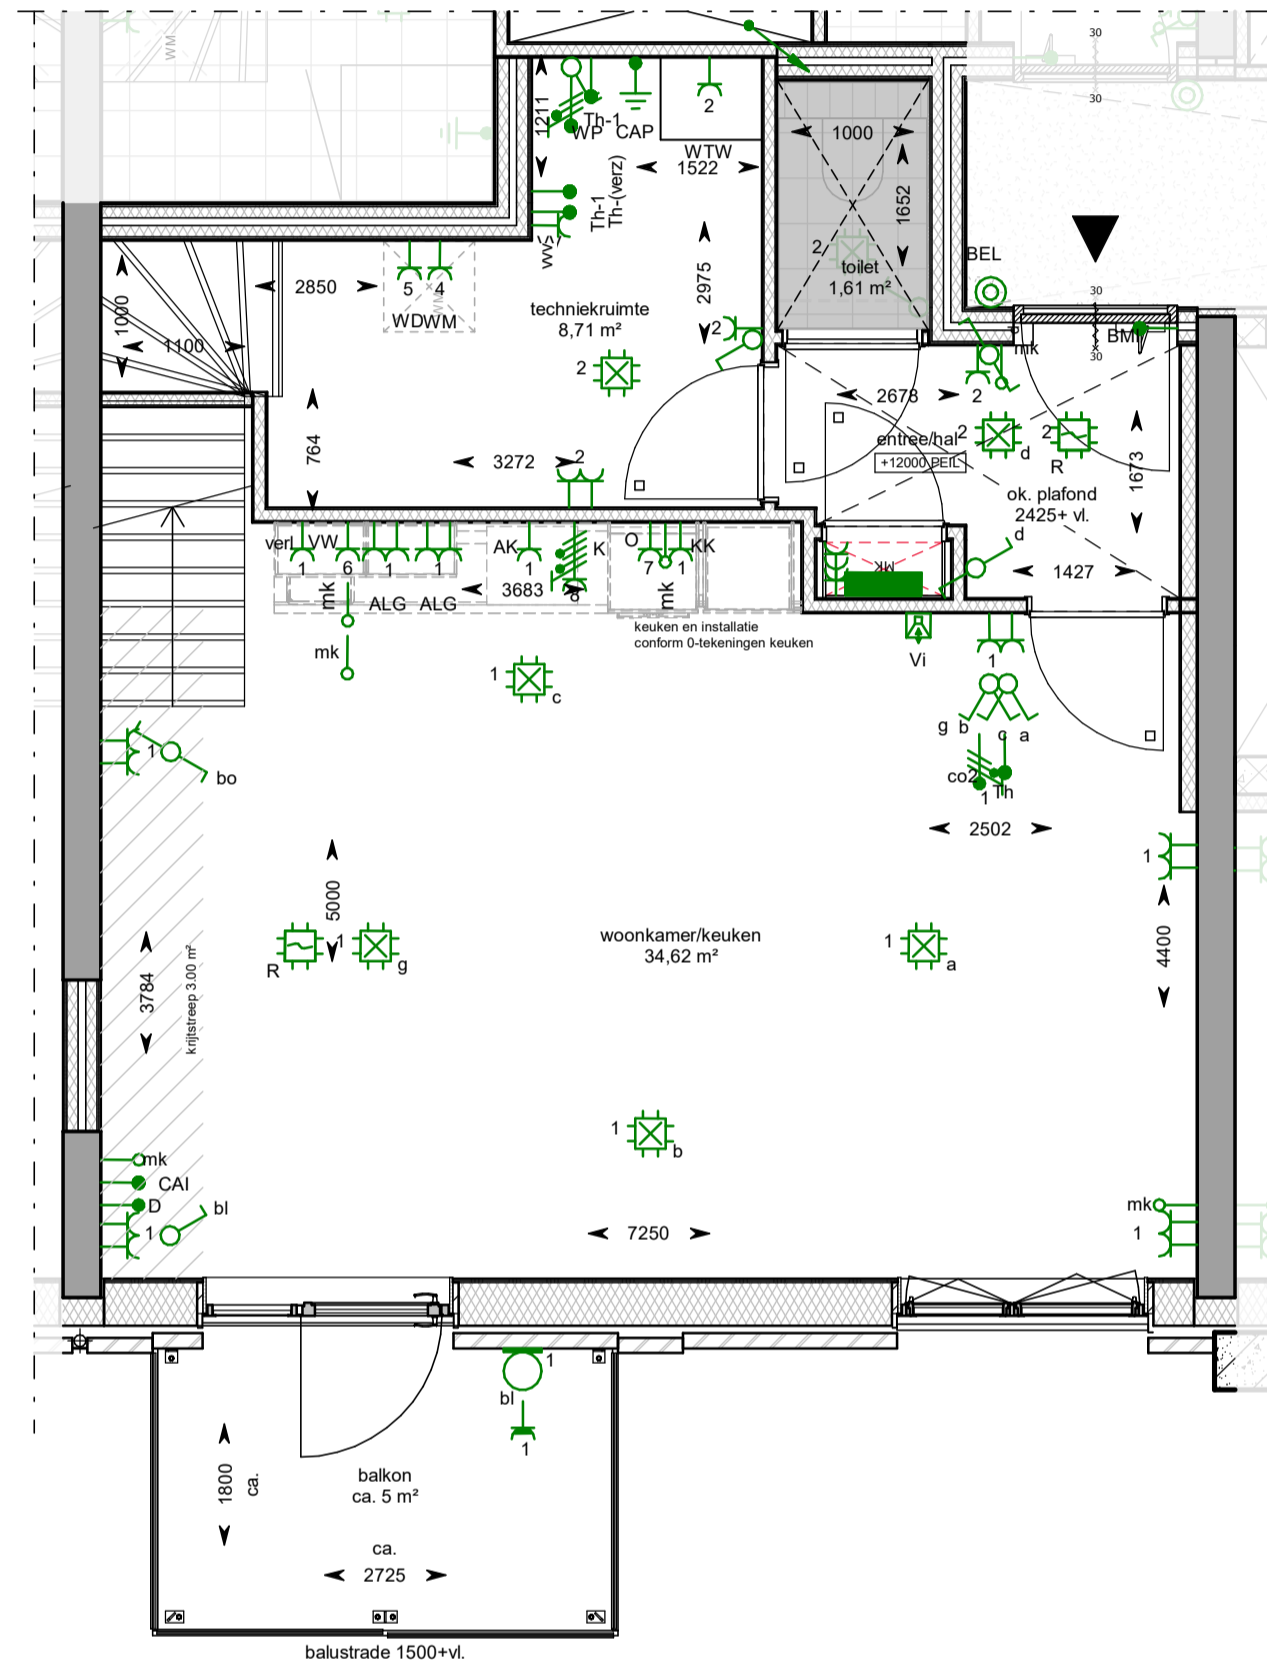 WM
30
30
1211
Th-1
WP
CAP
2
WTW
1522
1000
1652
Th-1
Th-(verz)
wv>
2975
2
toilet
1,61 m²
BEL
30
30
1000
1100
2850
5
4
WM
WD
WM
techniekruimte
8,71 m²
2
2
BMI
mk
2678
2
764
3272
2
entree/hal
+12000 PEIL
2
d
2
R
1673
ok. plafond
2425+ vl.
d
1427
verl
VW
1
6
1
1
AK
1
K
8
O
7
1
KK
mk
ALG
ALG
3683
mk
MK
mk
keuken en installatie
conform 0-tekeningen keuken
Vi
1
1
c
g
b
c
a
co2
1
Th
2502
1
bo
1
5000
R
1
g
woonkamer/keuken
34,62 m²
1
a
4400
3784
krijtstreep 3.00 m²
1
b
mk
CAI
D
1
bl
mk
1
7250
1
bl
1
1800
ca.
balkon
ca. 5 m²
ca.
2725
balustrade 1500+vl.